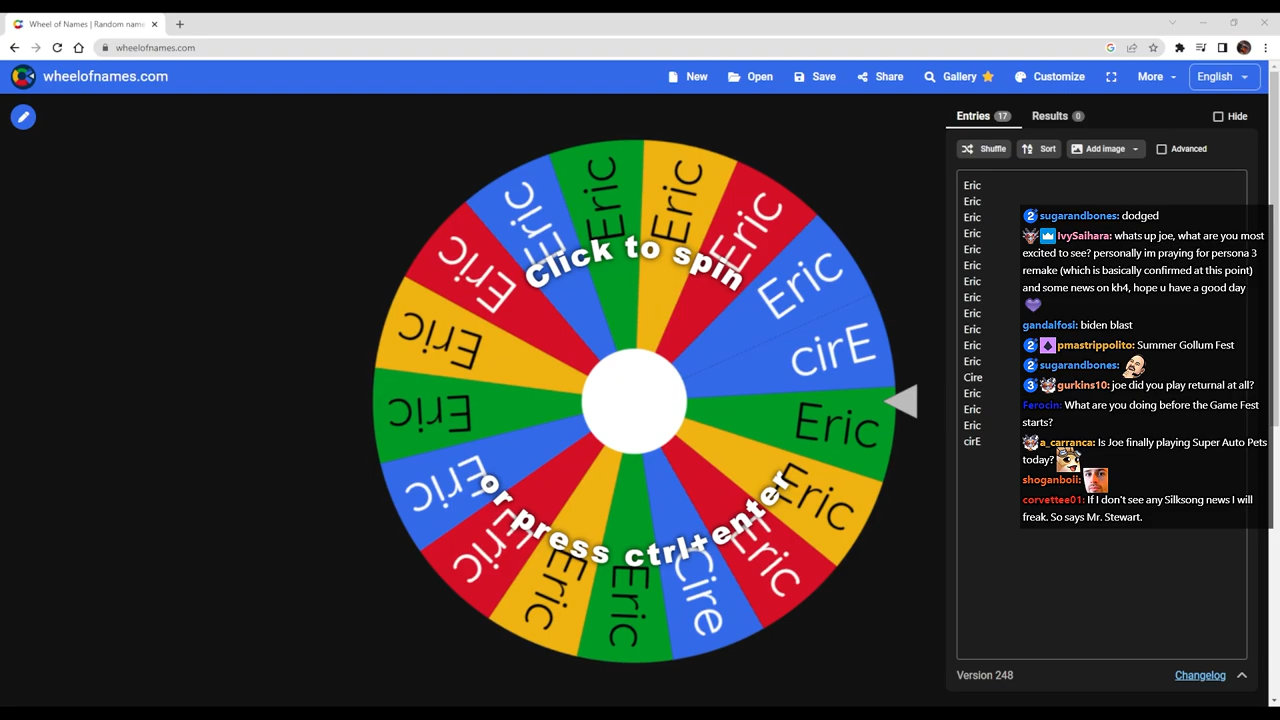 Wheel of Names | Random name
wheelofnames.com
wheelofnames.com
New
Open
Save
Share
Gallery
Customize
More
English
Entries 17
Results 0
Hide
Shuffle
Sort
Add image
Advanced
Eric
Eric
Eric
Eric
Eric
Eric
Eric
Eric
Eric
Eric
Eric
Eric
Cire
Eric
Eric
Eric
cirE
2 sugarandbones: dodged
IvySaihara: whats up joe, what are you most
excited to see? personally im praying for persona 3
remake (which is basically confirmed at this point)
and some news on kh4, hope u have a good day
gandalfosi: biden blast
2 pmastrippolito: Summer Gollum Fest
2 sugarandbones:
3 gurkins10: joe did you play returnal at all?
Ferocin: What are you doing before the Game Fest
starts?
a_carranca: Is Joe finally playing Super Auto Pets
today?
shoganboii:
corvettee01: If I don't see any Silksong news I will
freak. So says Mr. Stewart.
Click to spin
or press ctrl+enter
Eric
Eric
Eric
Eric
cirE
Eric
Eric
Eric
Cire
Eric
Eric
Eric
Eric
Eric
Eric
Eric
Eric
Version 248
Changelog